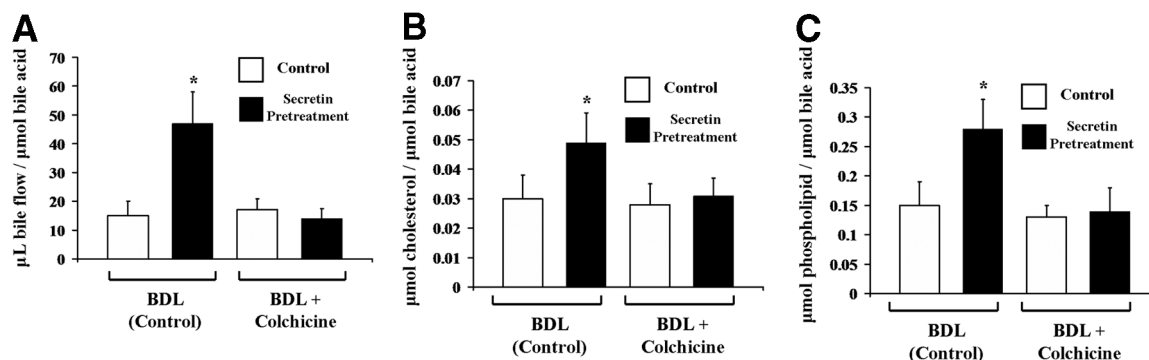 A
µL bile flow / µmol bile acid
70
60
50
40
30
20
10
0
*
Control
Secretin
Pretreatment
BDL
(Control)
BDL +
Colchicine
B
µmol cholesterol / µmol bile acid
0.07
0.06
0.05
0.04
0.03
0.02
0.01
0
*
Control
Secretin
Pretreatment
BDL
(Control)
BDL +
Colchicine
C
µmol phospholipid / µmol bile acid
0.35
0.3
0.25
0.2
0.15
0.1
0.05
0
*
Control
Secretin
Pretreatment
BDL
(Control)
BDL +
Colchicine